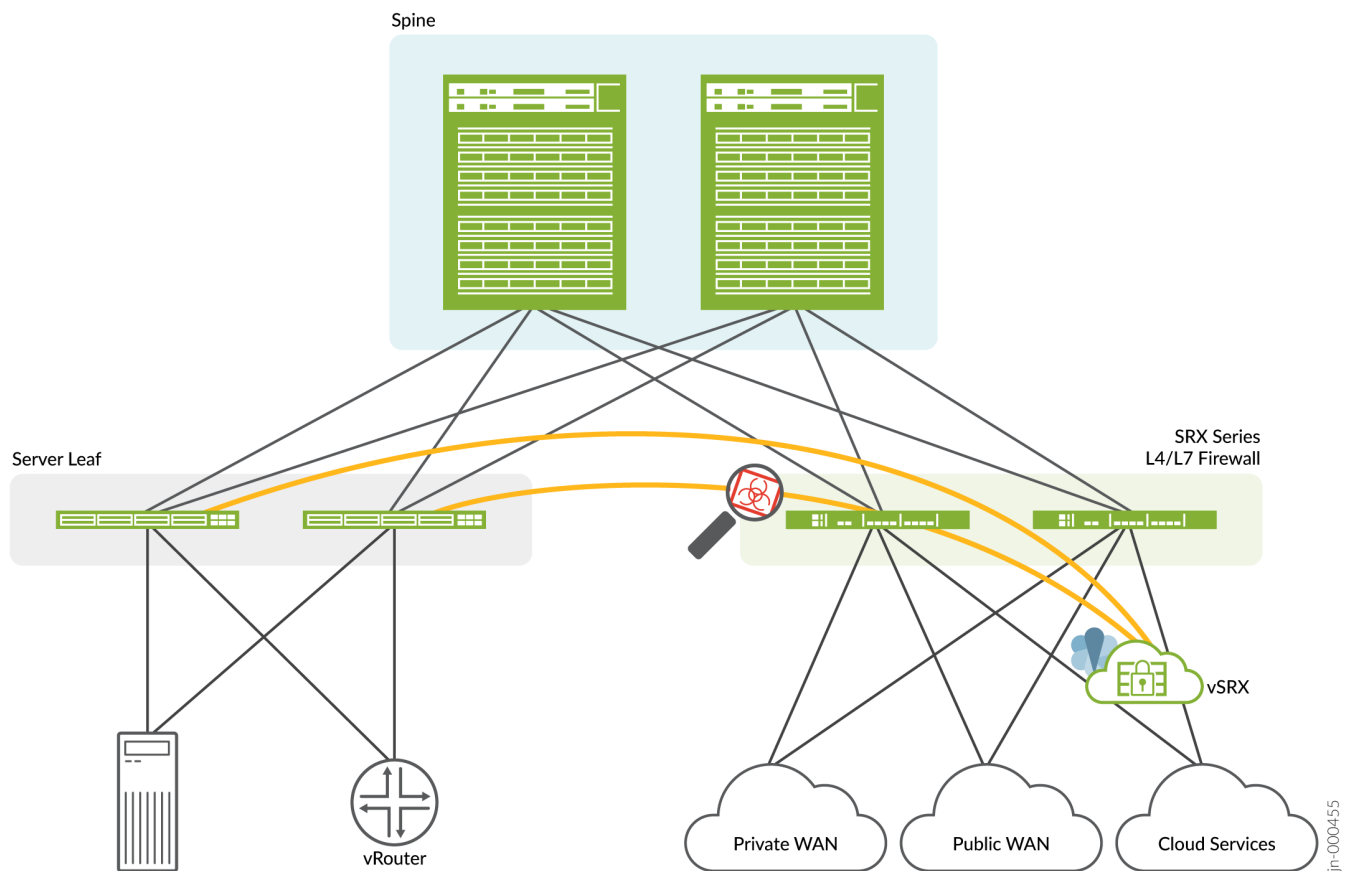 Spine
Server Leaf
SRX Series
L4/L7 Firewall
vSRX
vRouter
Private WAN
Public WAN
Cloud Services
jn-000455